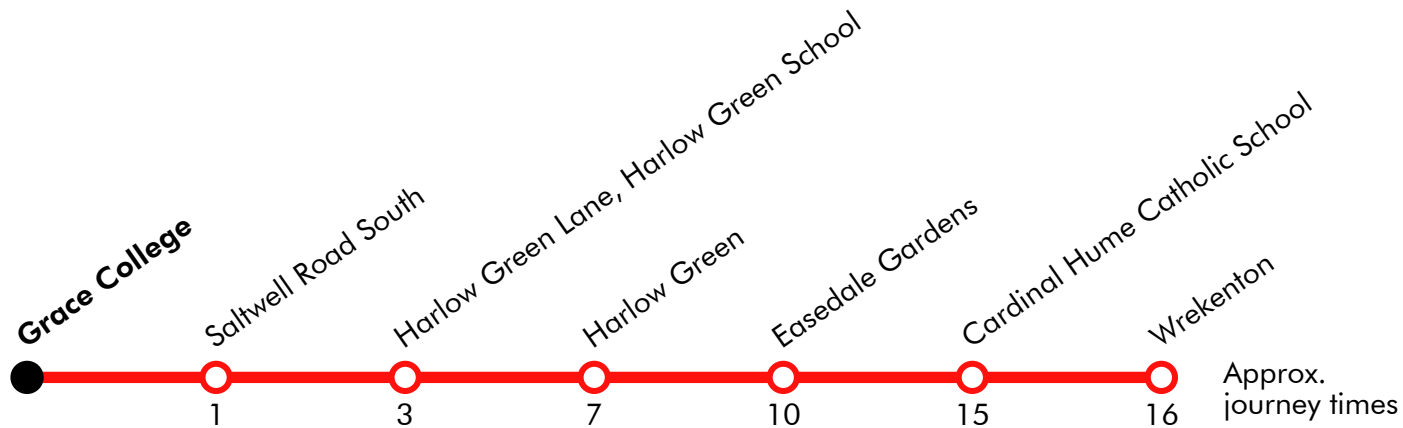 Grace College
Saltwell Road South
Harlow Green Lane, Harlow Green School
Harlow Green
Easedale Gardens
Cardinal Hume Catholic School
Wrekenton
1
3
7
10
15
16
Approx.
journey times